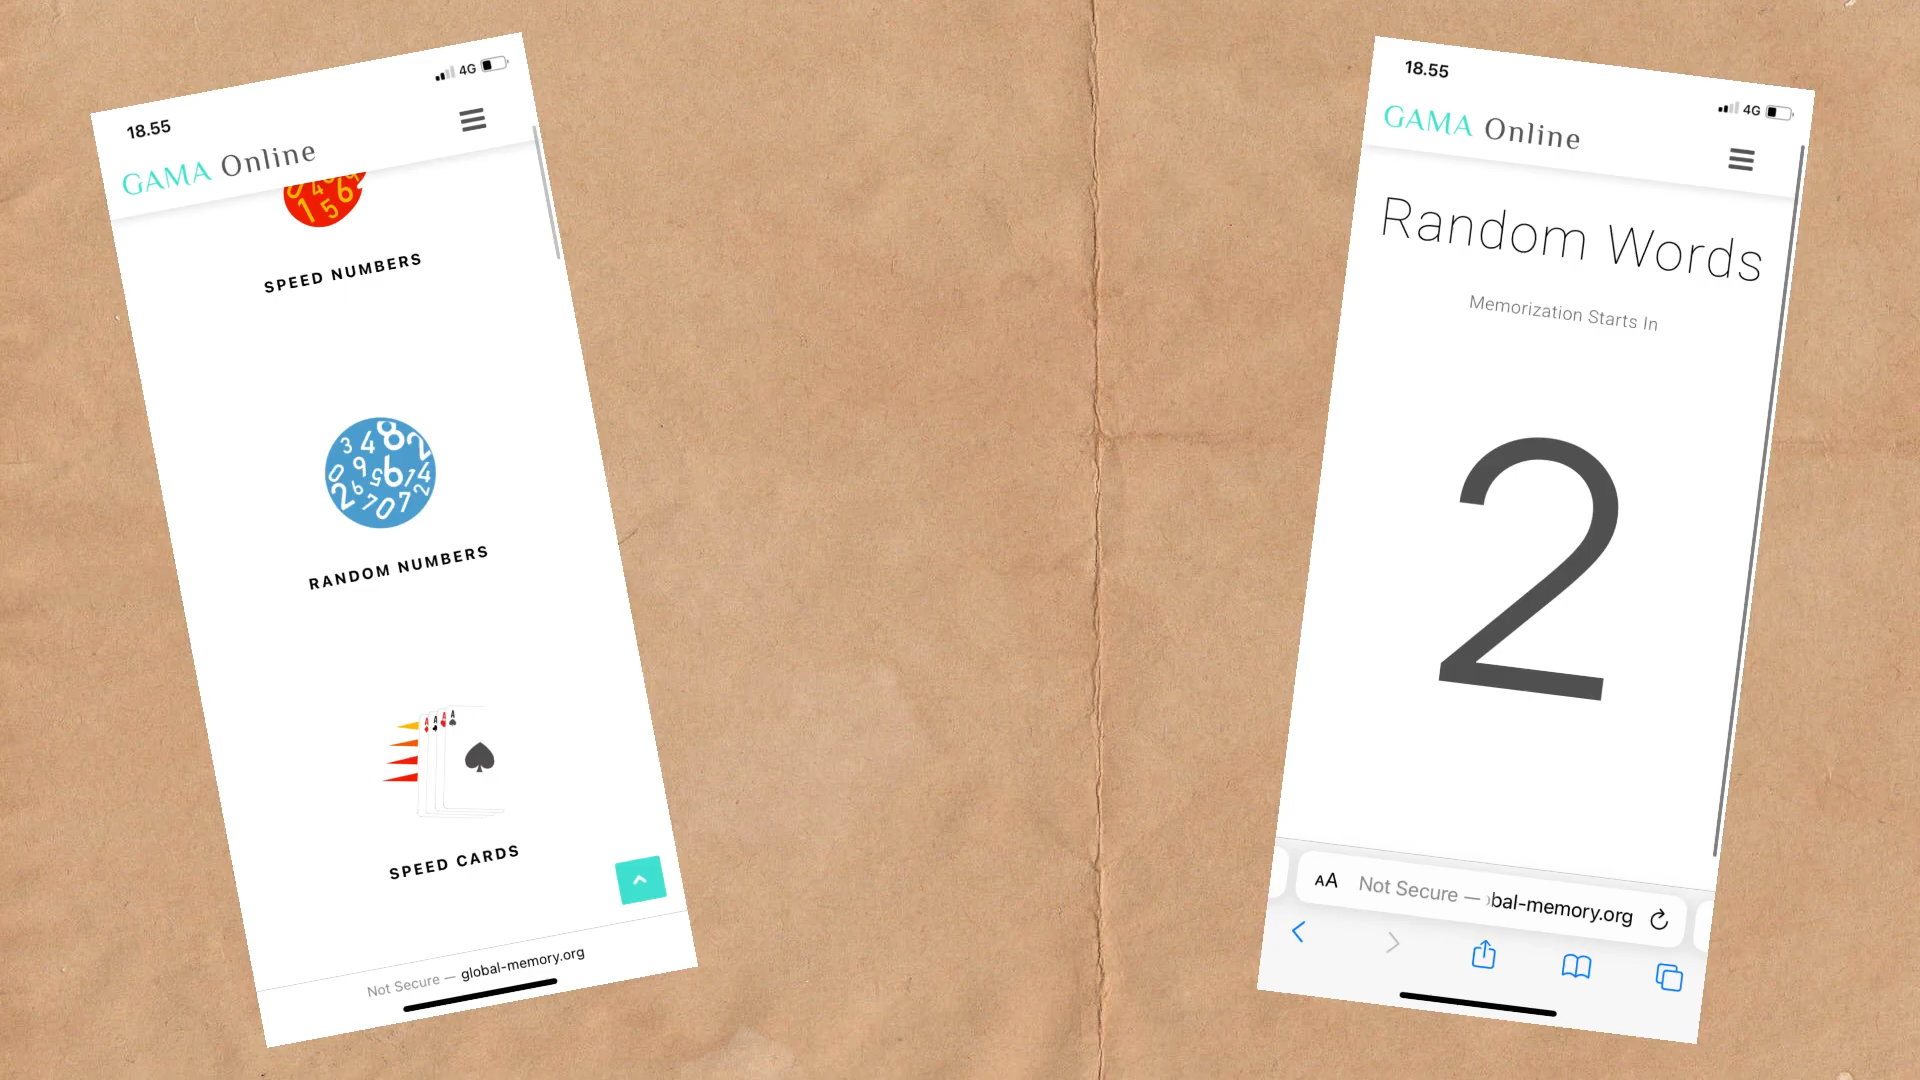 18.55
4G
GAMA Online
SPEED NUMBERS
RANDOM NUMBERS
SPEED CARDS
Not Secure — global-memory.org
18.55
4G
GAMA Online
Random Words
Memorization Starts In
2
AA Not Secure — bal-memory.org